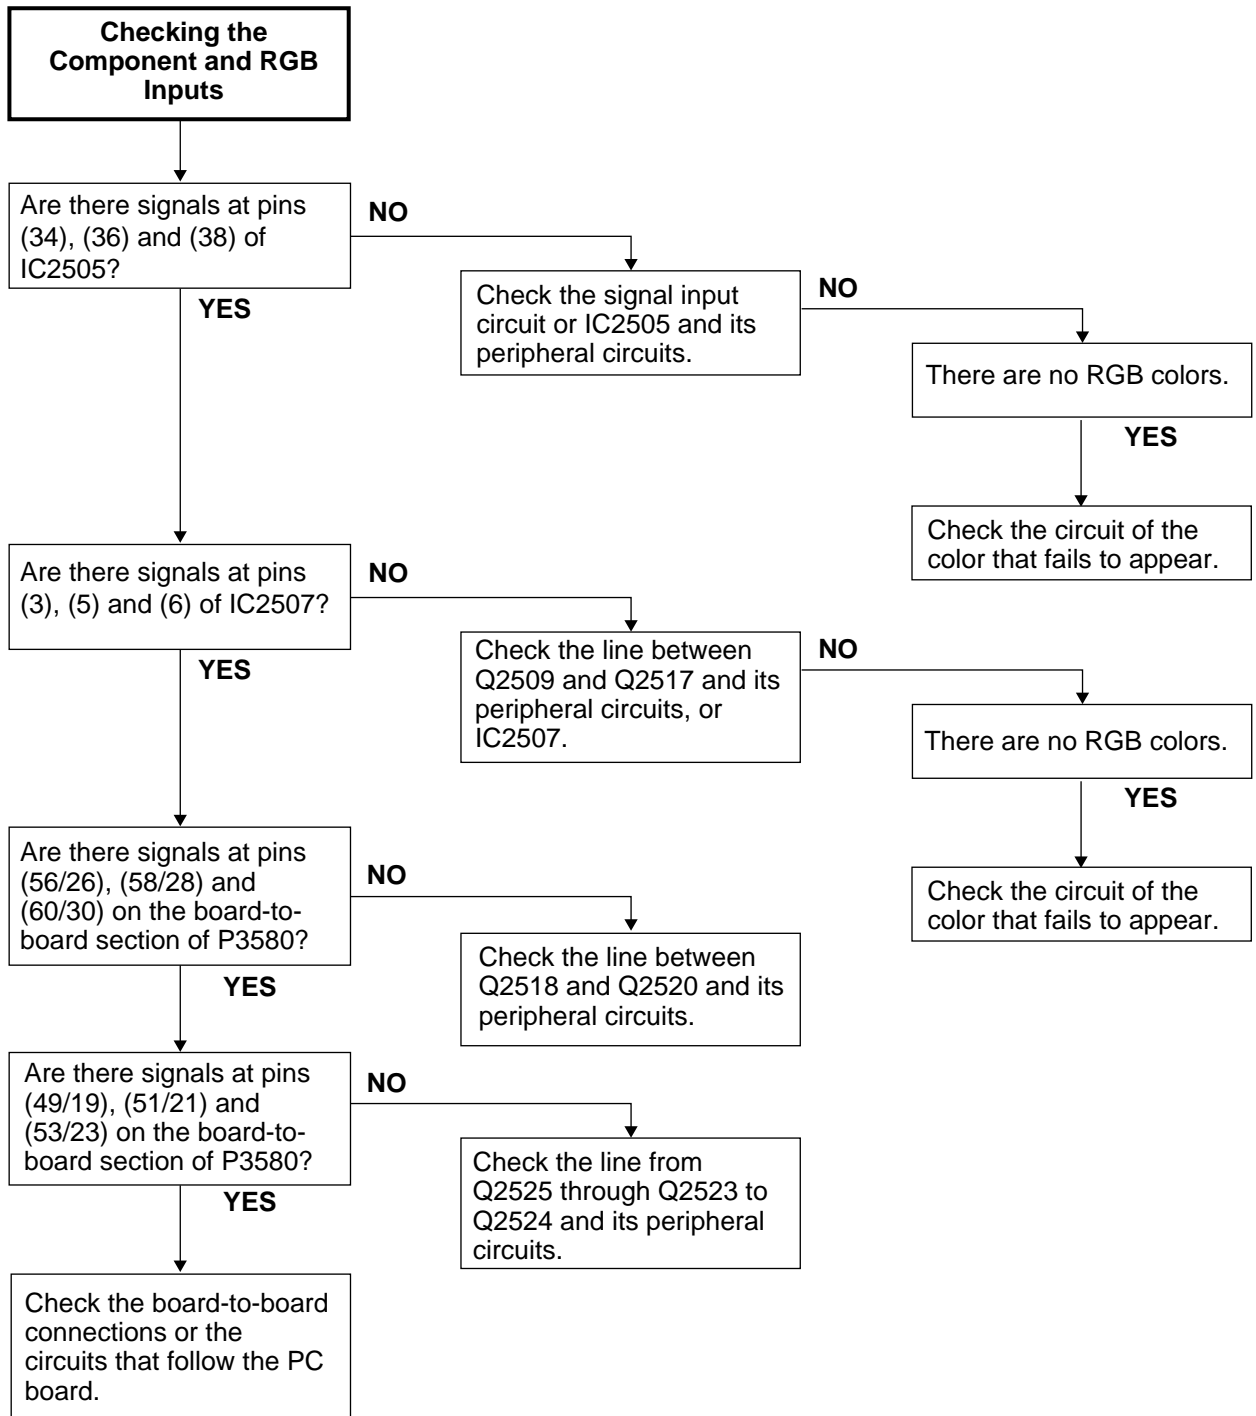 Checking the
Component and RGB
Inputs
Are there signals at pins
(34), (36) and (38) of
IC2505?
NO
YES
Check the signal input
circuit or IC2505 and its
peripheral circuits.
NO
There are no RGB colors.
YES
Check the circuit of the
color that fails to appear.
Are there signals at pins
(3), (5) and (6) of IC2507?
NO
YES
Check the line between
Q2509 and Q2517 and its
peripheral circuits, or
IC2507.
NO
There are no RGB colors.
YES
Check the circuit of the
color that fails to appear.
Are there signals at pins
(56/26), (58/28) and
(60/30) on the board-to-
board section of P3580?
NO
YES
Check the line between
Q2518 and Q2520 and its
peripheral circuits.
Are there signals at pins
(49/19), (51/21) and
(53/23) on the board-to-
board section of P3580?
NO
YES
Check the line from
Q2525 through Q2523 to
Q2524 and its peripheral
circuits.
Check the board-to-board
connections or the
circuits that follow the PC
board.